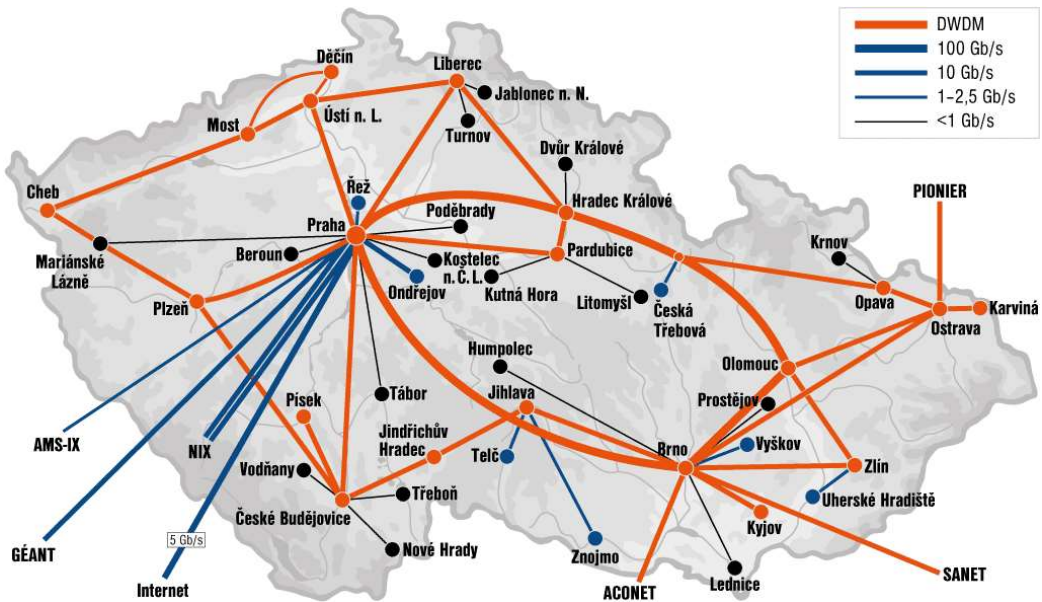 DWDM
100 Gb/s
10 Gb/s
1–2,5 Gb/s
<1 Gb/s
Děčín
Liberec
Jablonec n. N.
Ústí n. L.
Most
Turnov
Dvůr Králové
Cheb
Řež
Hradec Králové
PIONIER
Praha
Poděbrady
Krnov
Mariánské
Lázně
Beroun
Kostelec
n. Č. L.
Pardubice
Ondřejov
Kutná Hora
Litomyšl
Česká
Třebová
Opava
Ostrava
Karviná
Plzeň
Humpolec
Olomouc
Tábor
Jihlava
Prostějov
Písek
AMS-IX
NIX
Jindřichův
Hradec
Telč
Brno
Vyškov
Zlín
Vodňany
Třeboň
Uherské Hradiště
České Budějovice
Kyjov
GÉANT
5 Gb/s
Nové Hrady
Znojmo
Internet
Lednice
ACONET
SANET